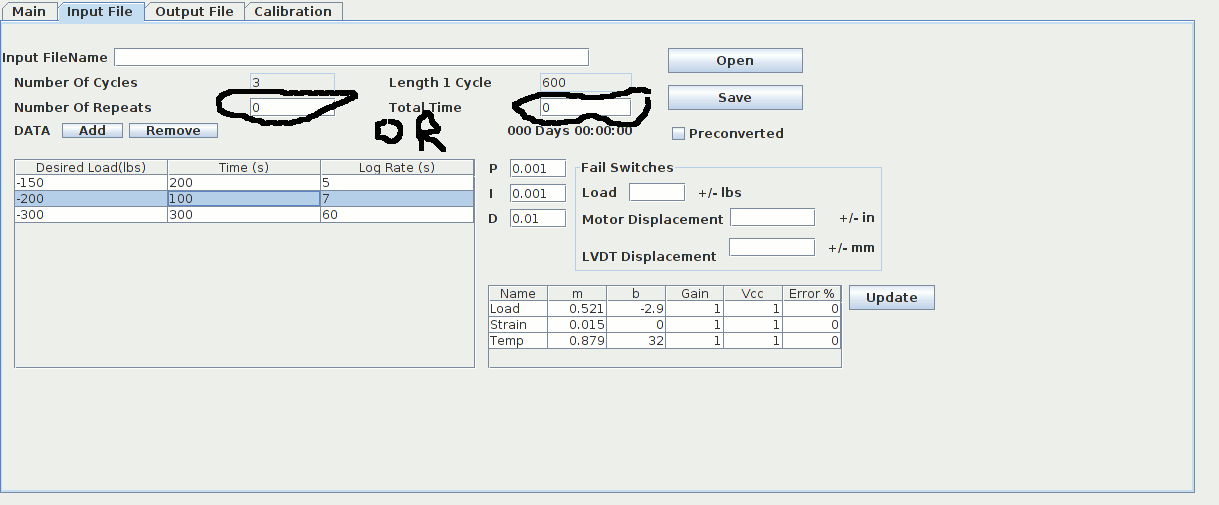 Main Input File Output File Calibration
Input FileName Open
Number Of Cycles 3 Length 1 Cycle 600
Save
Number Of Repeats 0 Total Time 0
OR
DATA Add Remove 000 Days 00:00:00 Preconverted
Desired Load(lbs) Time (s) Log Rate (s)
-150 200 5
-200 100 7
-300 300 60
P 0.001
I 0.001
D 0.01
Fail Switches
Load +/- lbs
Motor Displacement +/- in
LVDT Displacement +/- mm
Name m b Gain Vcc Error %
Load 0.521 -2.9 1 1 0
Strain 0.015 0 1 1 0
Temp 0.879 32 1 1 0
Update